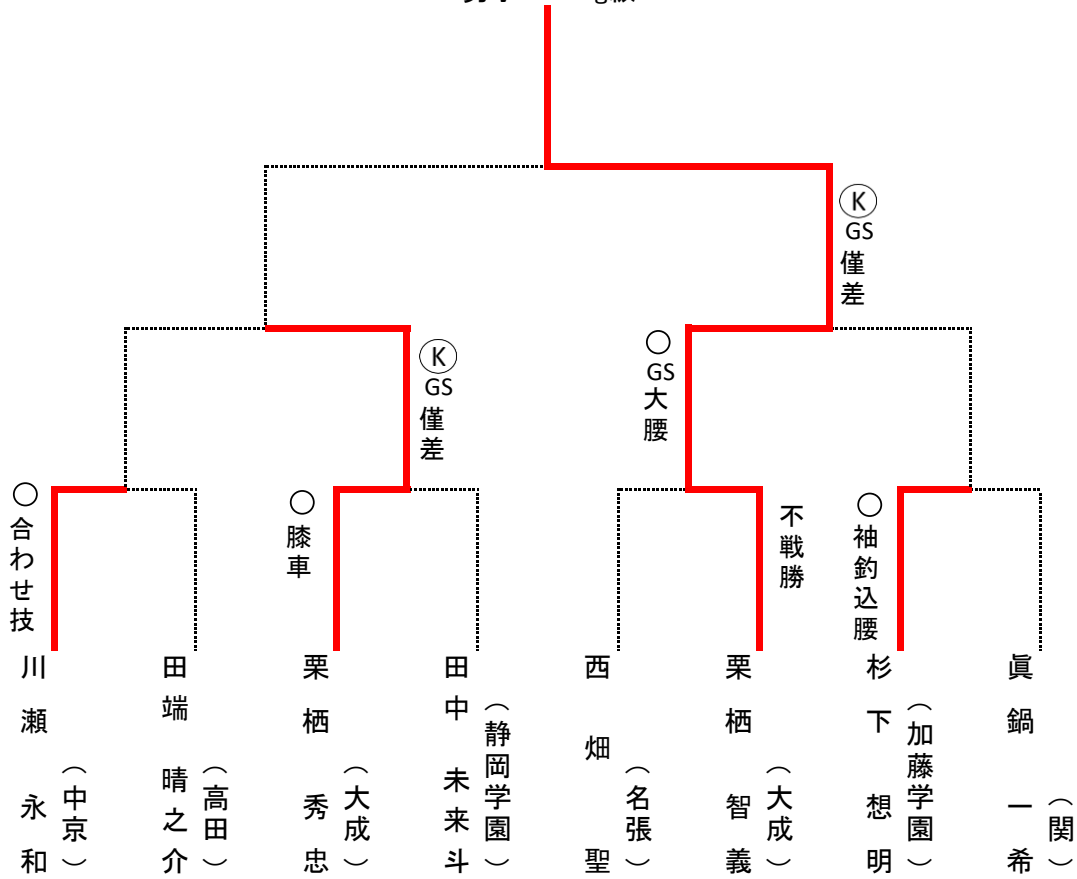 Ⓚ
GS
僅差
Ⓚ
GS
僅差
○
GS
大腰
○
合わせ技
○
膝車
不戦勝
○
袖釣込腰
川瀬 永和
（中京）
田端 晴之介
（高田）
栗栖 秀忠
（大成）
田中 未来斗
（静岡学園）
西畑 聖
（名張）
栗栖 智義
（大成）
杉下 想明
（加藤学園）
眞鍋 一希
（関）